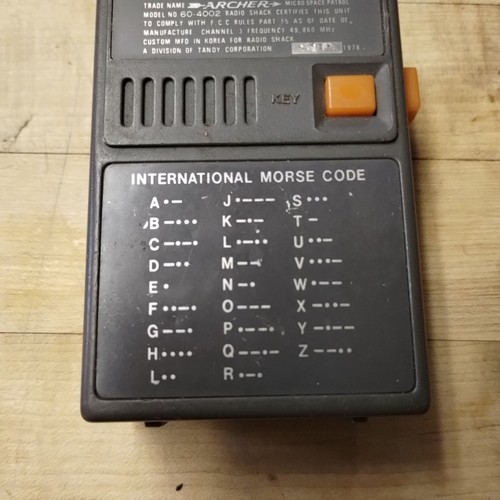 TRADE NAME ARCHER MICRO SPACE PATROL
MODEL NO 60-4002 RADIO SHACK CERTIFIES THIS UNIT
TO COMPLY WITH F C C RULES PART 15 AS OF DATE OF
MANUFACTURE CHANNEL ) FREQUENCY 49,860 MHz
CUSTOM MFD IN KOREA FOR RADIO SHACK
A DIVISION OF TANDY CORPORATION 1978
KEY
INTERNATIONAL MORSE CODE
A •— J •——— S •••
B —••• K —•— T —
C —•—• L •—•• U ••—
D —•• M —— V •••—
E • N —• W •——
F ••—• O ——— X —••—
G ——• P •——• Y —•——
H •••• Q ——•— Z ——••
L •• R •—•